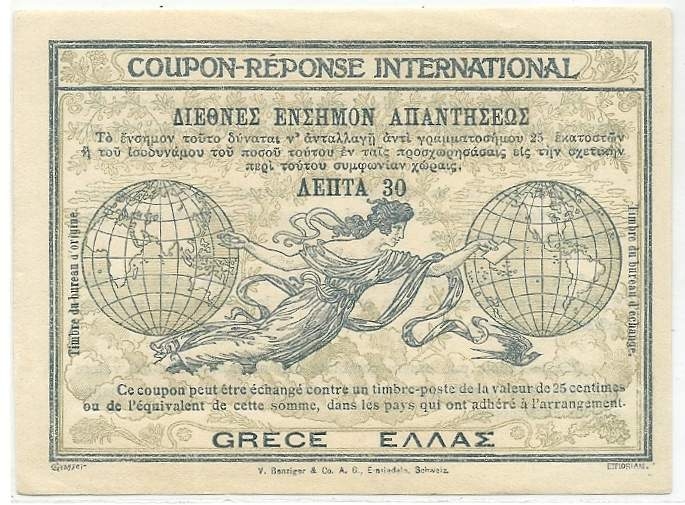 COUPON-RÉPONSE INTERNATIONAL
ΔΙΕΘΝΕΣ ΕΝΣΗΜΟΝ ΑΠΑΝΤΗΣΕΩΣ
Τὸ ἔνσημον τοῦτο δύναται ν' ἀνταλλαγῇ ἀντὶ γραμματοσήμου 25 ἑκατοστῶν
ἢ τοῦ ἰσοδυνάμου τοῦ ποσοῦ τούτου ἐν ταῖς προσχωρησάσαις εἰς τὴν σχετικὴν
περὶ τούτου συμφωνίαν χώραις.
ΛΕΠΤΑ 30
Timbre du bureau d'origine.
Timbre du bureau d'échange.
Ce coupon peut être échangé contre un timbre-poste de la valeur de 25 centimes
ou de l'équivalent de cette somme, dans les pays qui ont adhéré à l'arrangement.
GRECE ΕΛΛΑΣ
Grasset
V. Benziger & Co. A. G., Einsiedeln, Schweiz.